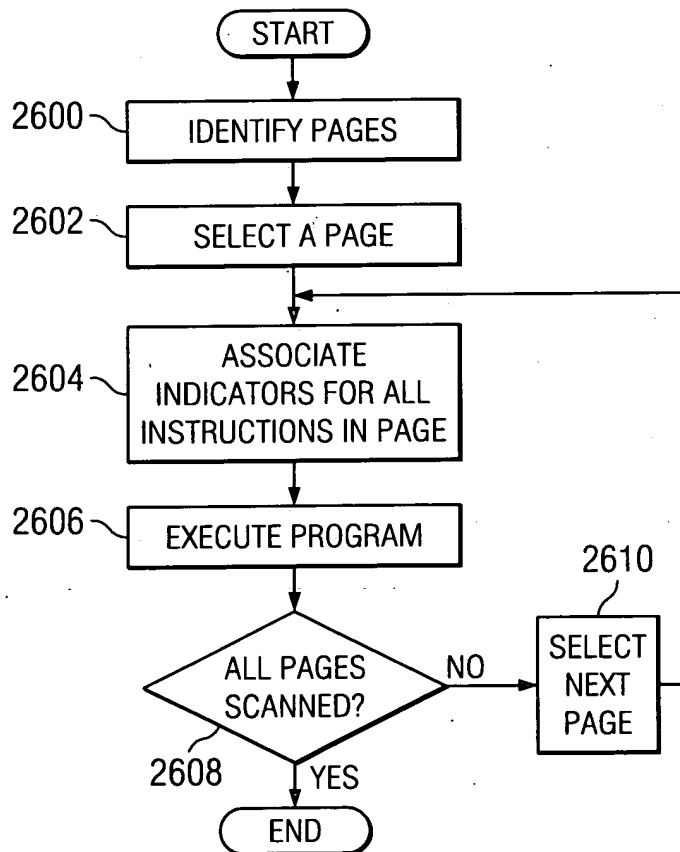 START
2600
IDENTIFY PAGES
2602
SELECT A PAGE
2604
ASSOCIATE
INDICATORS FOR ALL
INSTRUCTIONS IN PAGE
2606
EXECUTE PROGRAM
2610
ALL PAGES
SCANNED?
NO
SELECT
NEXT
PAGE
2608
YES
END